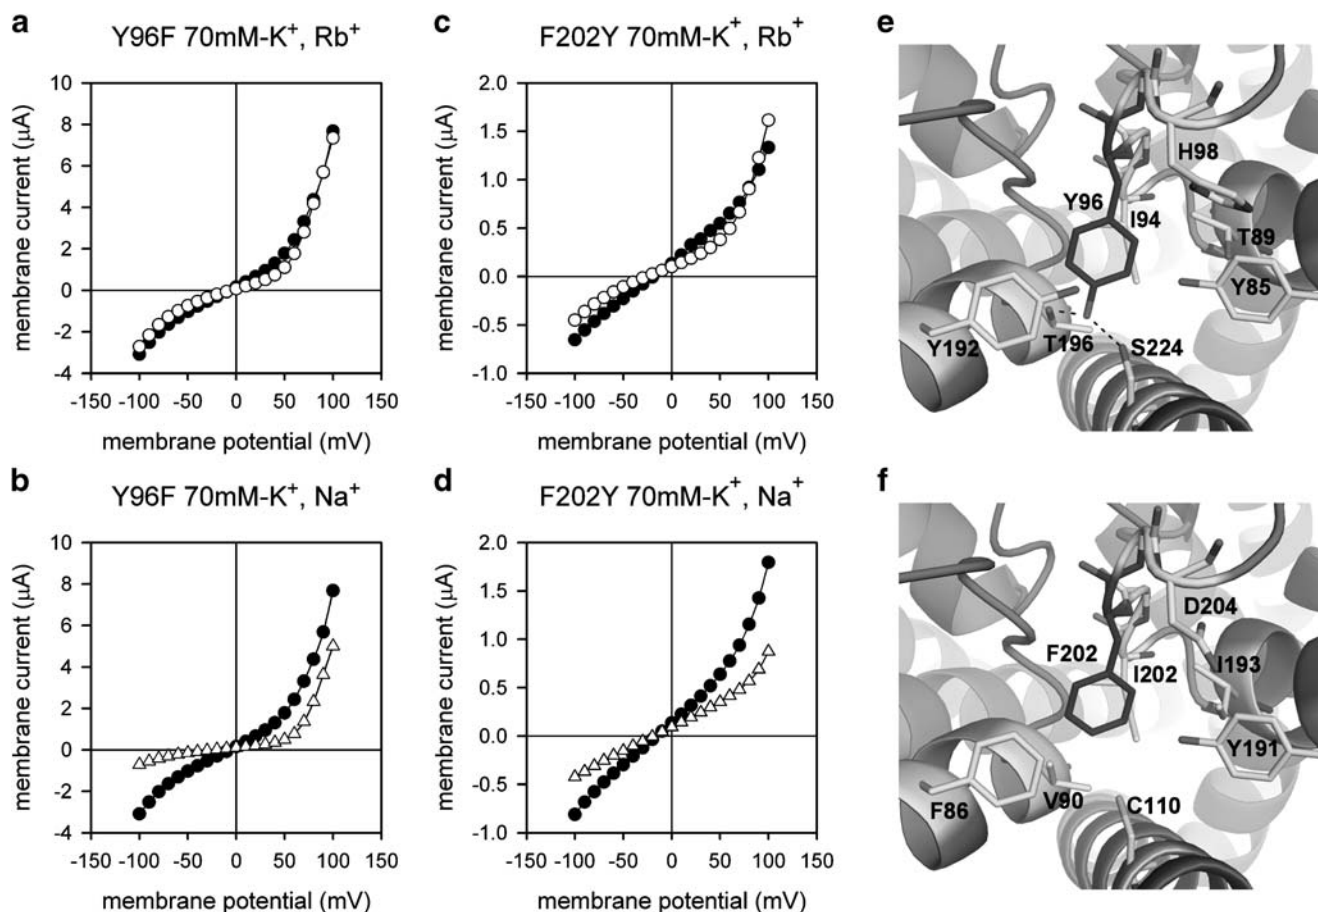 a
Y96F 70mM-K+, Rb+
membrane current (μA)
10
8
6
4
2
0
-2
-4
-150 -100 -50 0 50 100 150
membrane potential (mV)
b
Y96F 70mM-K+, Na+
membrane current (μA)
10
8
6
4
2
0
-2
-4
-150 -100 -50 0 50 100 150
membrane potential (mV)
c
F202Y 70mM-K+, Rb+
membrane current (μA)
2.0
1.5
1.0
0.5
0.0
-0.5
-1.0
-150 -100 -50 0 50 100 150
membrane potential (mV)
d
F202Y 70mM-K+, Na+
membrane current (μA)
2.0
1.5
1.0
0.5
0.0
-0.5
-1.0
-150 -100 -50 0 50 100 150
membrane potential (mV)
e
H98
Y96
I94
T89
Y85
Y192
T196
S224
f
D204
F202
I202
I193
Y191
F86
V90
C110